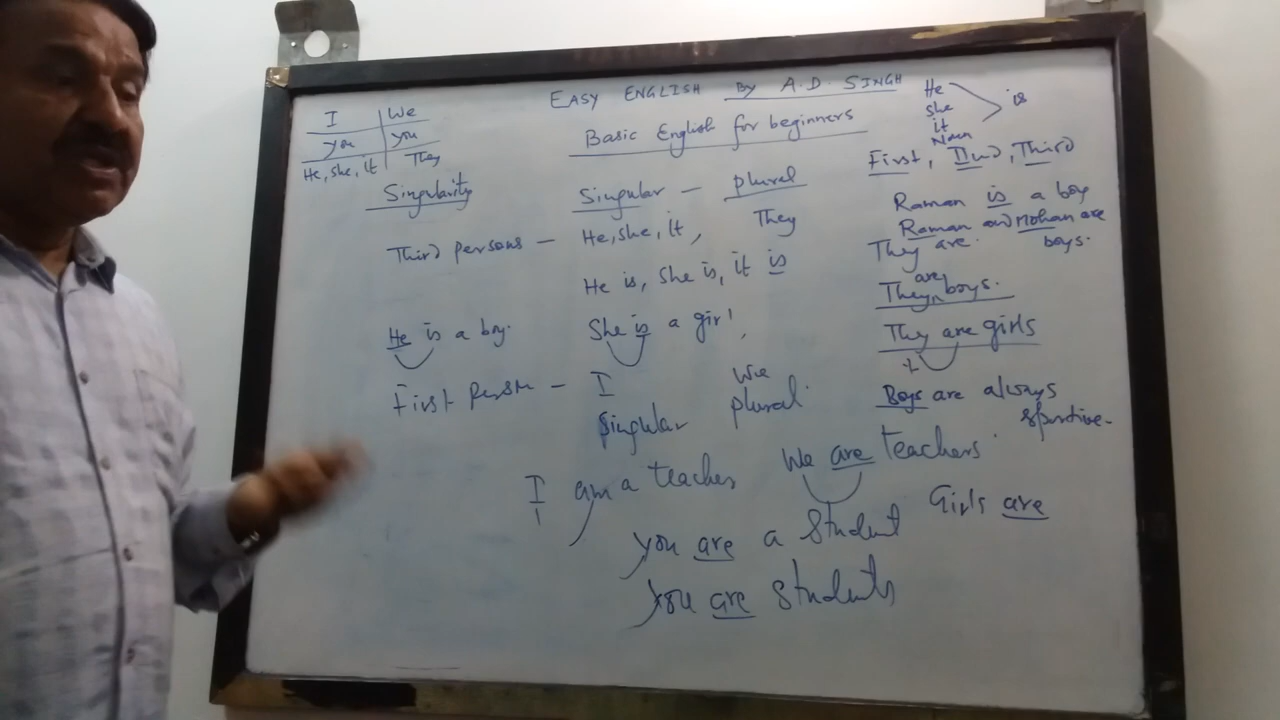 EASY ENGLISH BY A.D. SINGH
Basic English for beginners
I We
you you
He, she, it They
He
she
it
Noun
is
First, IInd, Third
Singularity
Singular - plural
Third persons - He, she, it, They
He is, she is, it is
He is a boy.
She is a girl,
First person - I We
Singular plural
I am a teacher
We are teachers.
you are a student
you are students
Raman is a boy
Raman and Mohan are
boys.
They are.
are
They boys.
They are girls
Boys are always
sportive.
Girls are